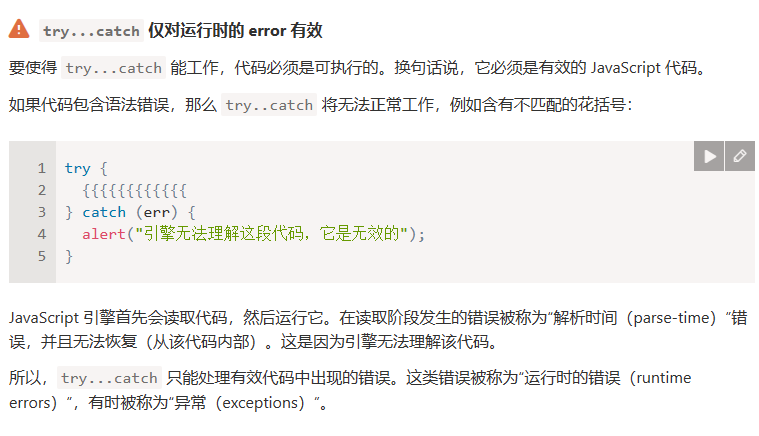 try...catch 仅对运行时的 error 有效
要使得 try...catch 能工作，代码必须是可执行的。换句话说，它必须是有效的 JavaScript 代码。
如果代码包含语法错误，那么 try..catch 将无法正常工作，例如含有不匹配的花括号：
1 try {
2   {{{{{{{{{{{{
3 } catch (err) {
4   alert("引擎无法理解这段代码，它是无效的");
5 }
JavaScript 引擎首先会读取代码，然后运行它。在读取阶段发生的错误被称为“解析时间（parse-time）”错
误，并且无法恢复（从该代码内部）。这是因为引擎无法理解该代码。
所以，try...catch 只能处理有效代码中出现的错误。这类错误被称为“运行时的错误（runtime
errors）”，有时被称为“异常（exceptions）”。